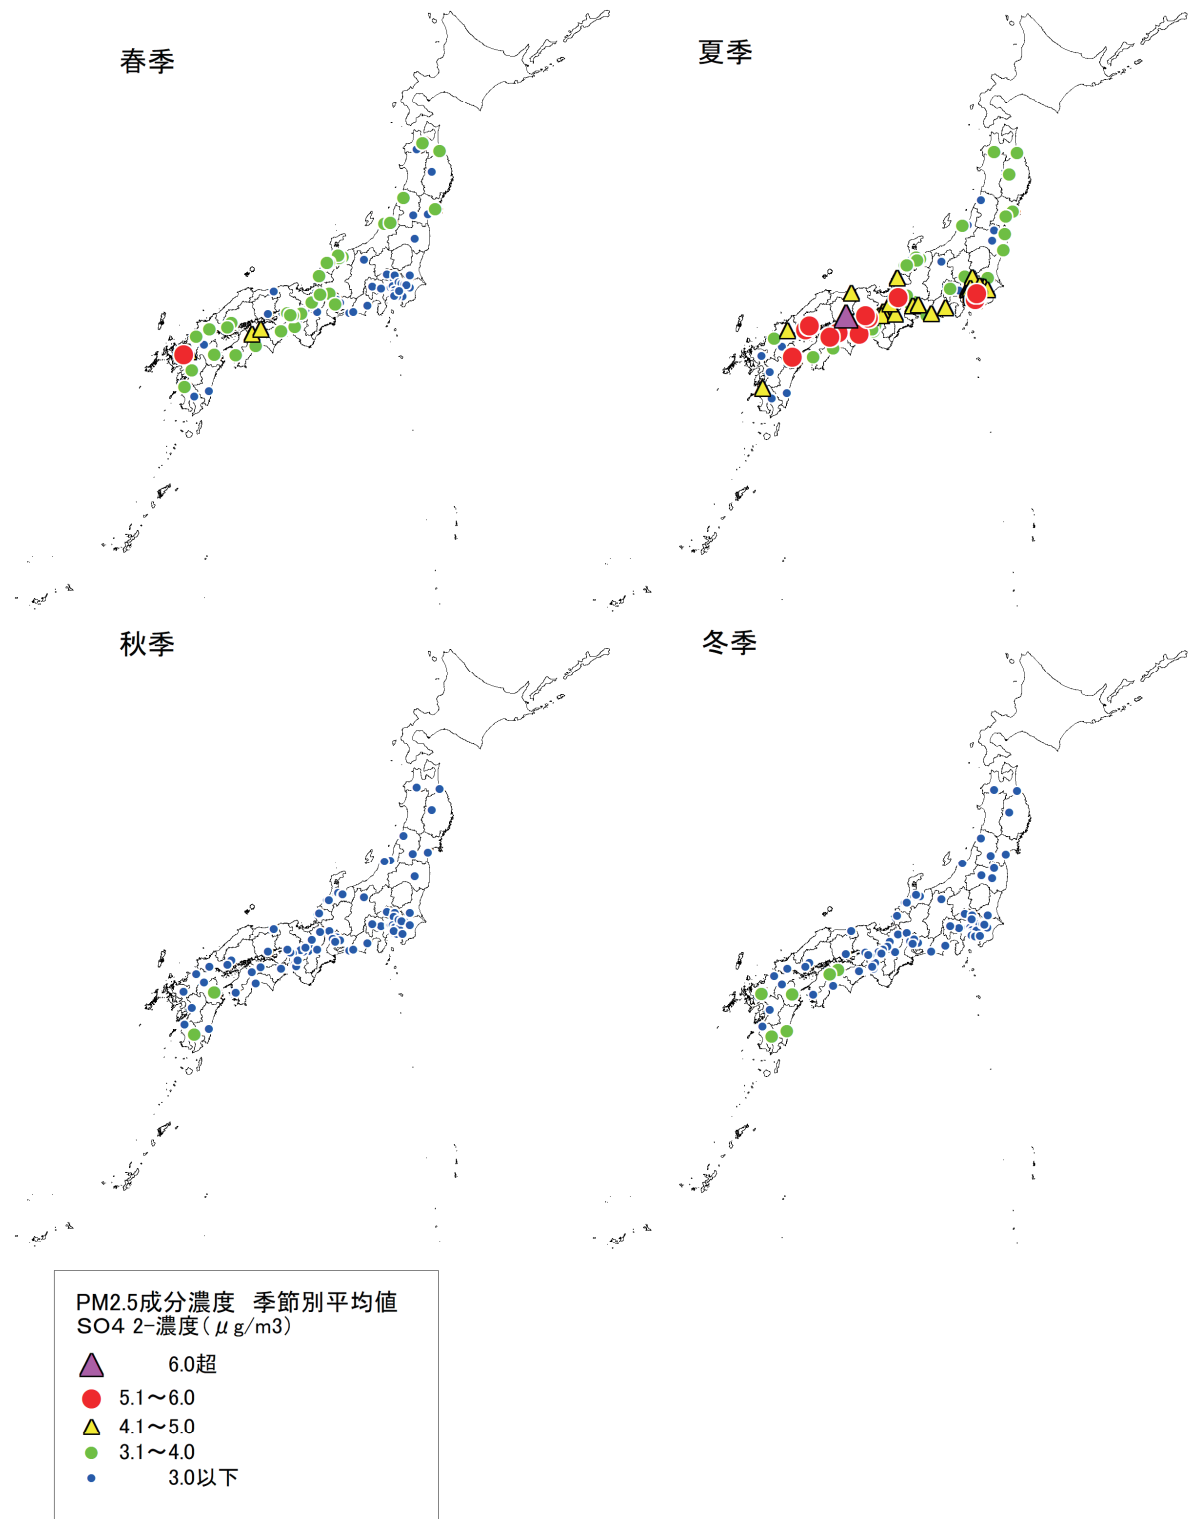 春季
夏季
秋季
冬季
PM2.5成分濃度　季節別平均値
SO4 2-濃度(μg/m3)
6.0超
5.1～6.0
4.1～5.0
3.1～4.0
3.0以下